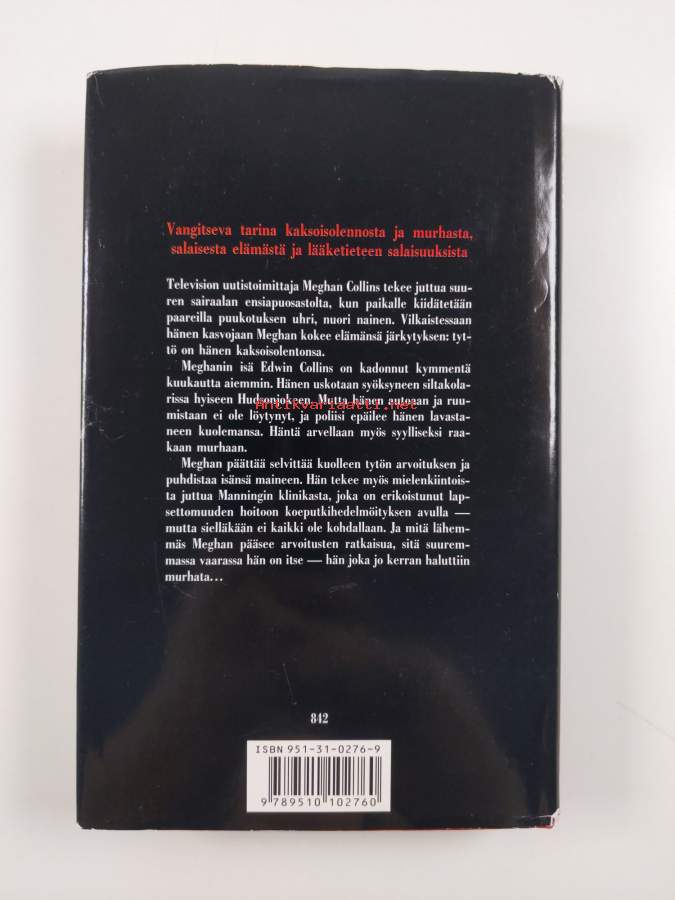 Vangitseva tarina kaksoisolennosta ja murhasta,
salaisesta elämästä ja lääketieteen salaisuuksista
Television uutistoimittaja Meghan Collins tekee juttua suu-
ren sairaalan ensiapuosastolta, kun paikalle kiidätetään
paareilla puukotuksen uhri, nuori nainen. Vilkaistessaan
hänen kasvojaan Meghan kokee elämänsä järkytyksen: tyt-
tö on hänen kaksoisolentonsa.
Meghanin isä Edwin Collins on kadonnut kymmentä
kuukautta aiemmin. Hänen uskotaan syöksyneen siltakola-
rissa hyiseen Hudsonjokeen. Mutta hänen autoaan ja ruu-
Antikvariaatti.net
mistaan ei ole löytynyt, ja poliisi epäilee hänen lavasta-
neen kuolemansa. Häntä arvellaan myös syylliseksi raa-
kaan murhaan.
Meghan päättää selvittää kuolleen tytön arvoituksen ja
puhdistaa isänsä maineen. Hän tekee myös mielenkiintois-
ta juttua Manningin klinikasta, joka on erikoistunut lap-
settomuuden hoitoon koeputkihedelmöityksen avulla —
mutta sielläkään ei kaikki ole kohdallaan. Ja mitä lähem-
mäs Meghan pääsee arvoitusten ratkaisua, sitä suurem-
massa vaarassa hän on itse — hän joka jo kerran haluttiin
murhata...
842
ISBN 951-31-0276-9
9 789510 102760